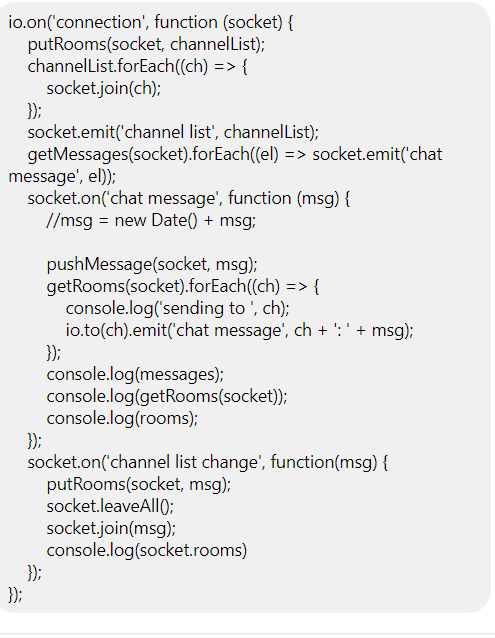 io.on('connection', function (socket) {
    putRooms(socket, channelList);
    channelList.forEach((ch) => {
        socket.join(ch);
    });
    socket.emit('channel list', channelList);
    getMessages(socket).forEach((el) => socket.emit('chat
message', el));
    socket.on('chat message', function (msg) {
        //msg = new Date() + msg;

        pushMessage(socket, msg);
        getRooms(socket).forEach((ch) => {
            console.log('sending to ', ch);
            io.to(ch).emit('chat message', ch + ': ' + msg);
        });
        console.log(messages);
        console.log(getRooms(socket));
        console.log(rooms);
    });
    socket.on('channel list change', function(msg) {
        putRooms(socket, msg);
        socket.leaveAll();
        socket.join(msg);
        console.log(socket.rooms)
    });
});